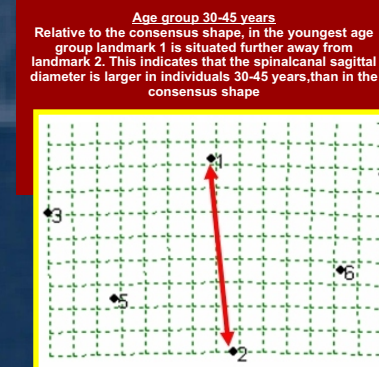 Age group 30-45 years
Relative to the consensus shape, in the youngest age
group landmark 1 is situated further away from
landmark 2. This indicates that the spinalcanal sagittal
diameter is larger in individuals 30-45 years,than in the
consensus shape
1
3
6
5
2